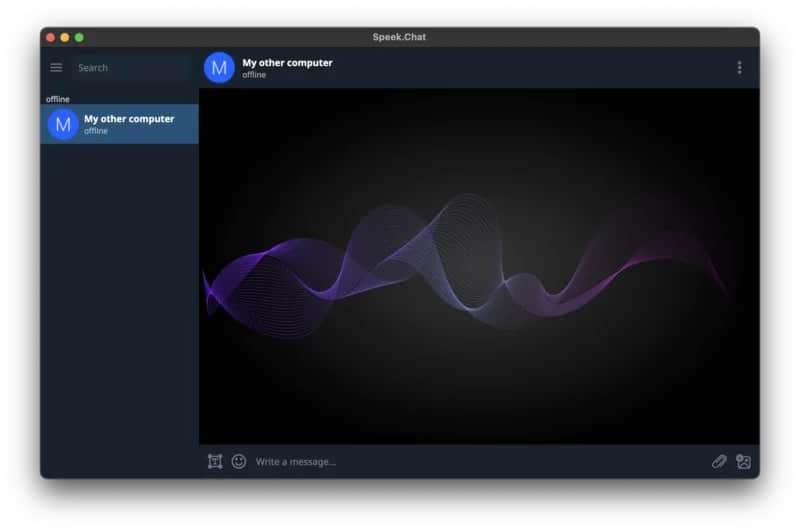 Speek.Chat
Search
offline
M
My other computer
offline
M
My other computer
offline
T
Write a message...